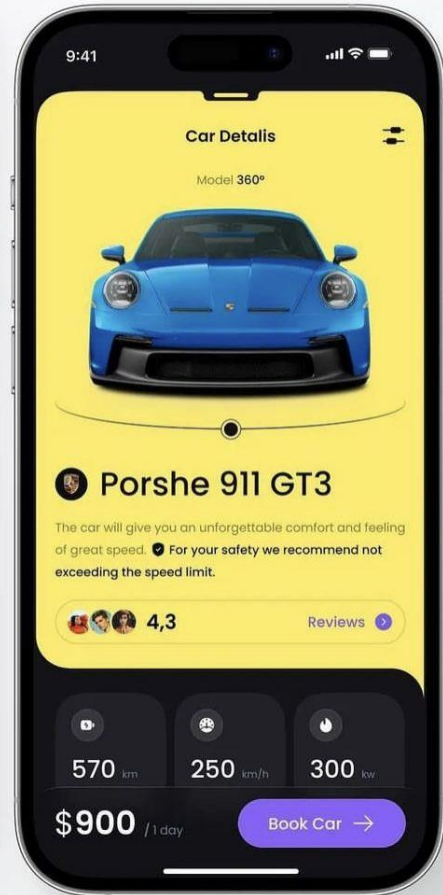 9:41
Car Detalis
Model 360°
Porshe 911 GT3
The car will give you an unforgettable comfort and feeling
of great speed. For your safety we recommend not
exceeding the speed limit.
4,3 Reviews
570 km 250 km/h 300 kw
$900 / 1 day Book Car